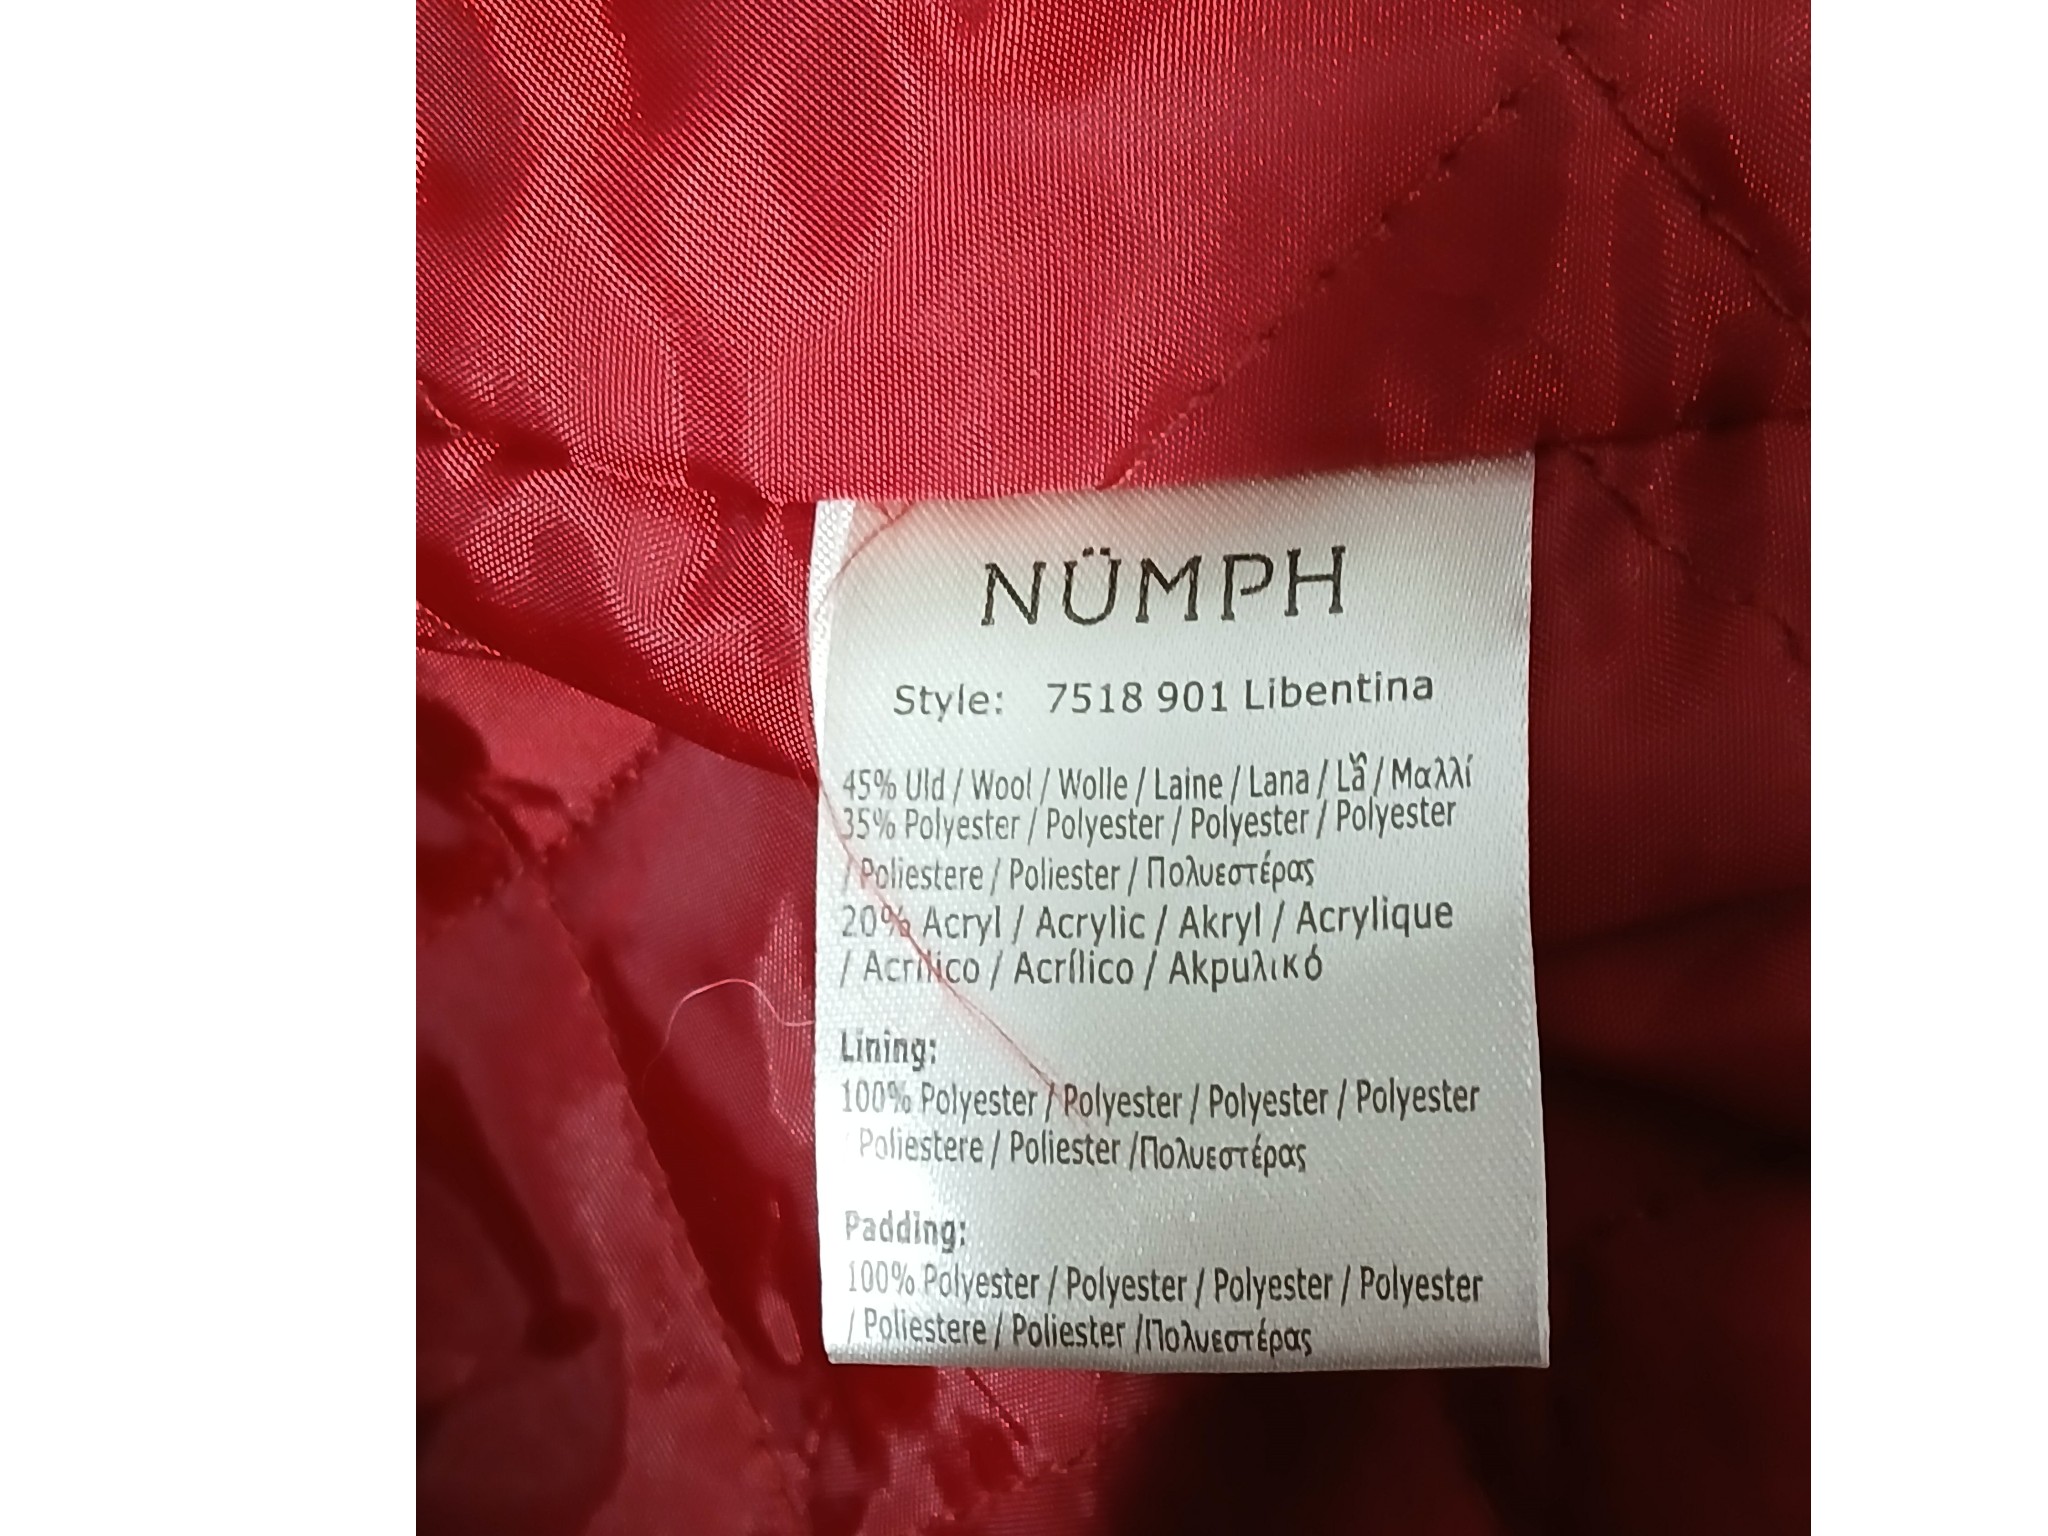 NÜMPH
Style: 7518 901 Libentina
45% Uld / Wool / Wolle / Laine / Lana / Lã / Μαλλί
35% Polyester / Polyester / Polyester / Polyester
/ Poliestere / Poliester / Πολυεστέρας
20% Acryl / Acrylic / Akryl / Acrylique
/ Acrilico / Acrílico / Ακρυλικό
Lining:
100% Polyester / Polyester / Polyester / Polyester
/ Poliestere / Poliester /Πολυεστέρας
Padding:
100% Polyester / Polyester / Polyester / Polyester
/ Poliestere / Poliester /Πολυεστέρας